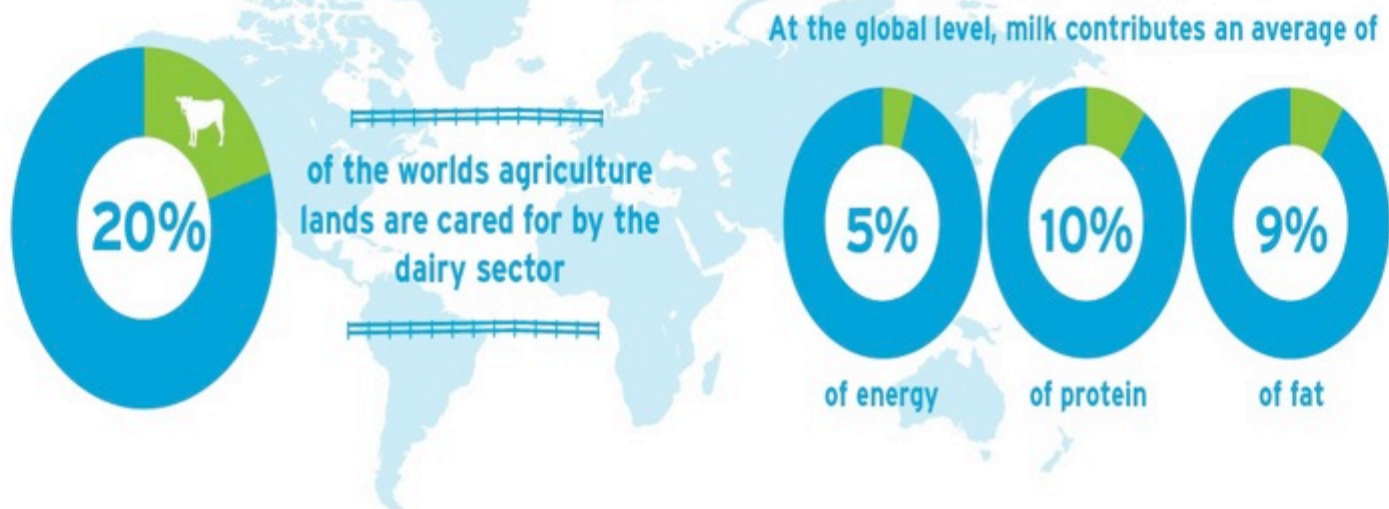 20%
of the worlds agriculture
lands are cared for by the
dairy sector
At the global level, milk contributes an average of
5%
of energy
10%
of protein
9%
of fat